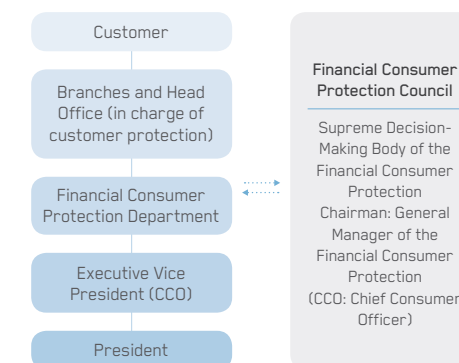 Customer
Branches and Head
Office (in charge of
customer protection)
Financial Consumer
Protection Department
Executive Vice
President (CCO)
President
Financial Consumer
Protection Council
Supreme Decision-
Making Body of the
Financial Consumer
Protection
Chairman: General
Manager of the
Financial Consumer
Protection
(CCO: Chief Consumer
Officer)